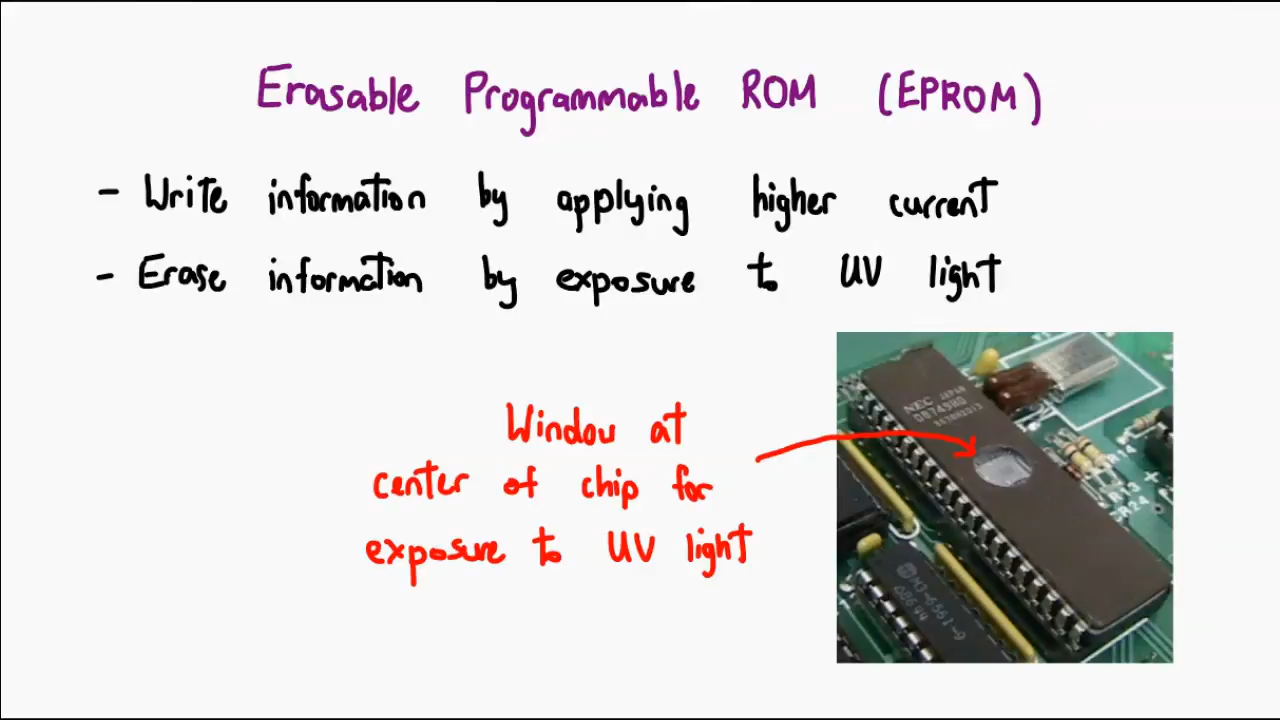 Erasable Programmable ROM (EPROM)
- Write information by applying higher current
- Erase information by exposure to UV light
Window at
center of chip for
exposure to UV light
NEC JAPAN
D8749HD